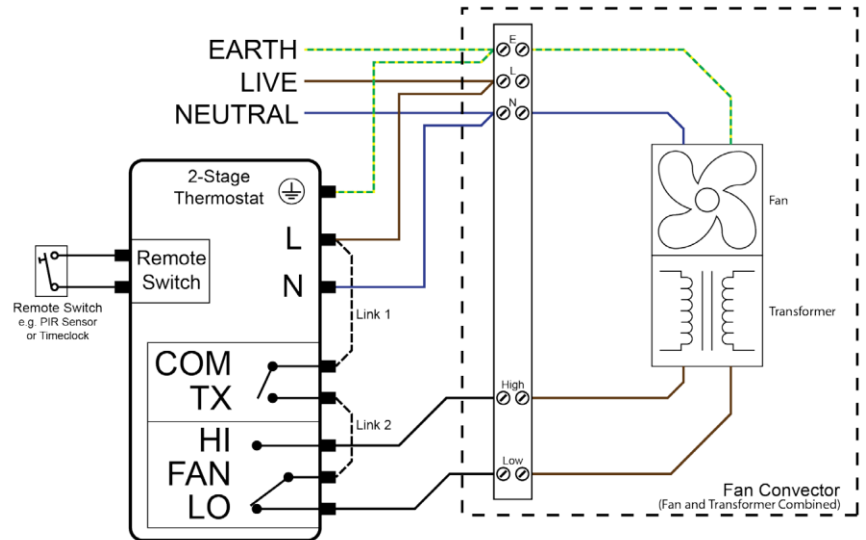 EARTH
LIVE
NEUTRAL
E
L
N
2-Stage
Thermostat
L
N
Remote
Switch
Remote Switch
e.g. PIR Sensor
or Timeclock
Link 1
COM
TX
Link 2
HI
FAN
LO
High
Low
Fan
Transformer
Fan Convector
(Fan and Transformer Combined)